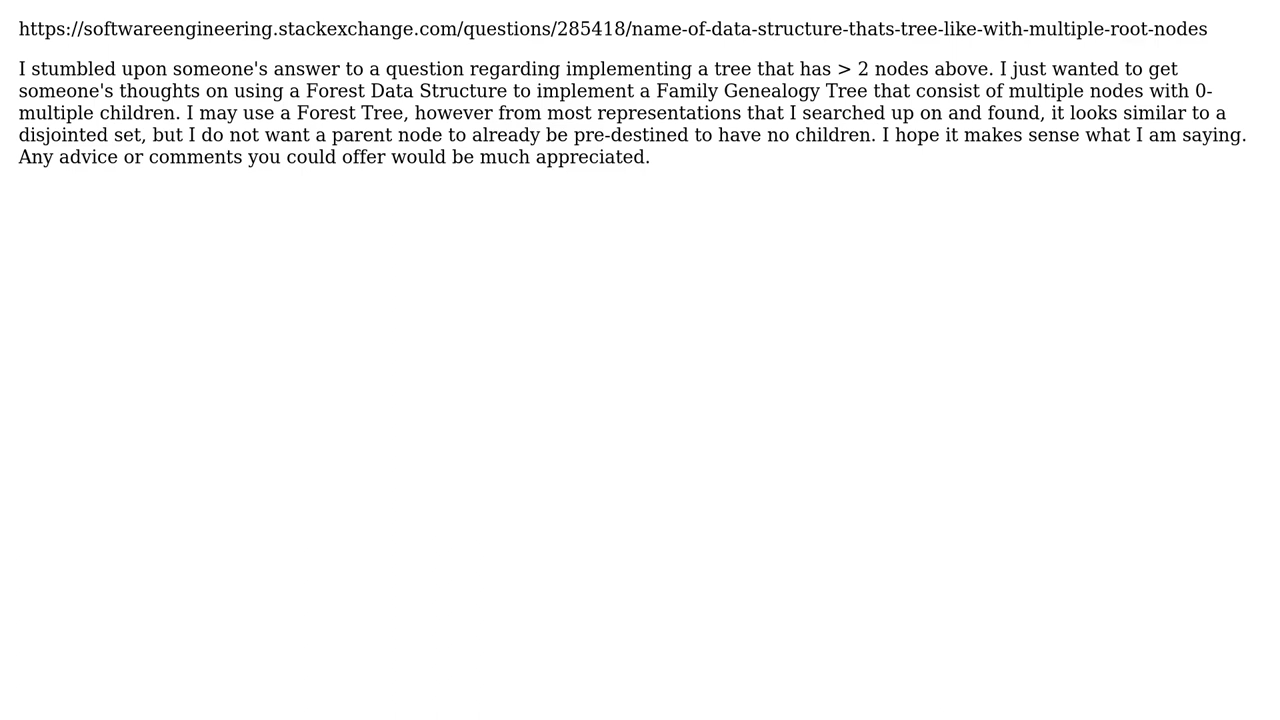 https://softwareengineering.stackexchange.com/questions/285418/name-of-data-structure-thats-tree-like-with-multiple-root-nodes
I stumbled upon someone's answer to a question regarding implementing a tree that has > 2 nodes above. I just wanted to get
someone's thoughts on using a Forest Data Structure to implement a Family Genealogy Tree that consist of multiple nodes with 0-
multiple children. I may use a Forest Tree, however from most representations that I searched up on and found, it looks similar to a
disjointed set, but I do not want a parent node to already be pre-destined to have no children. I hope it makes sense what I am saying.
Any advice or comments you could offer would be much appreciated.